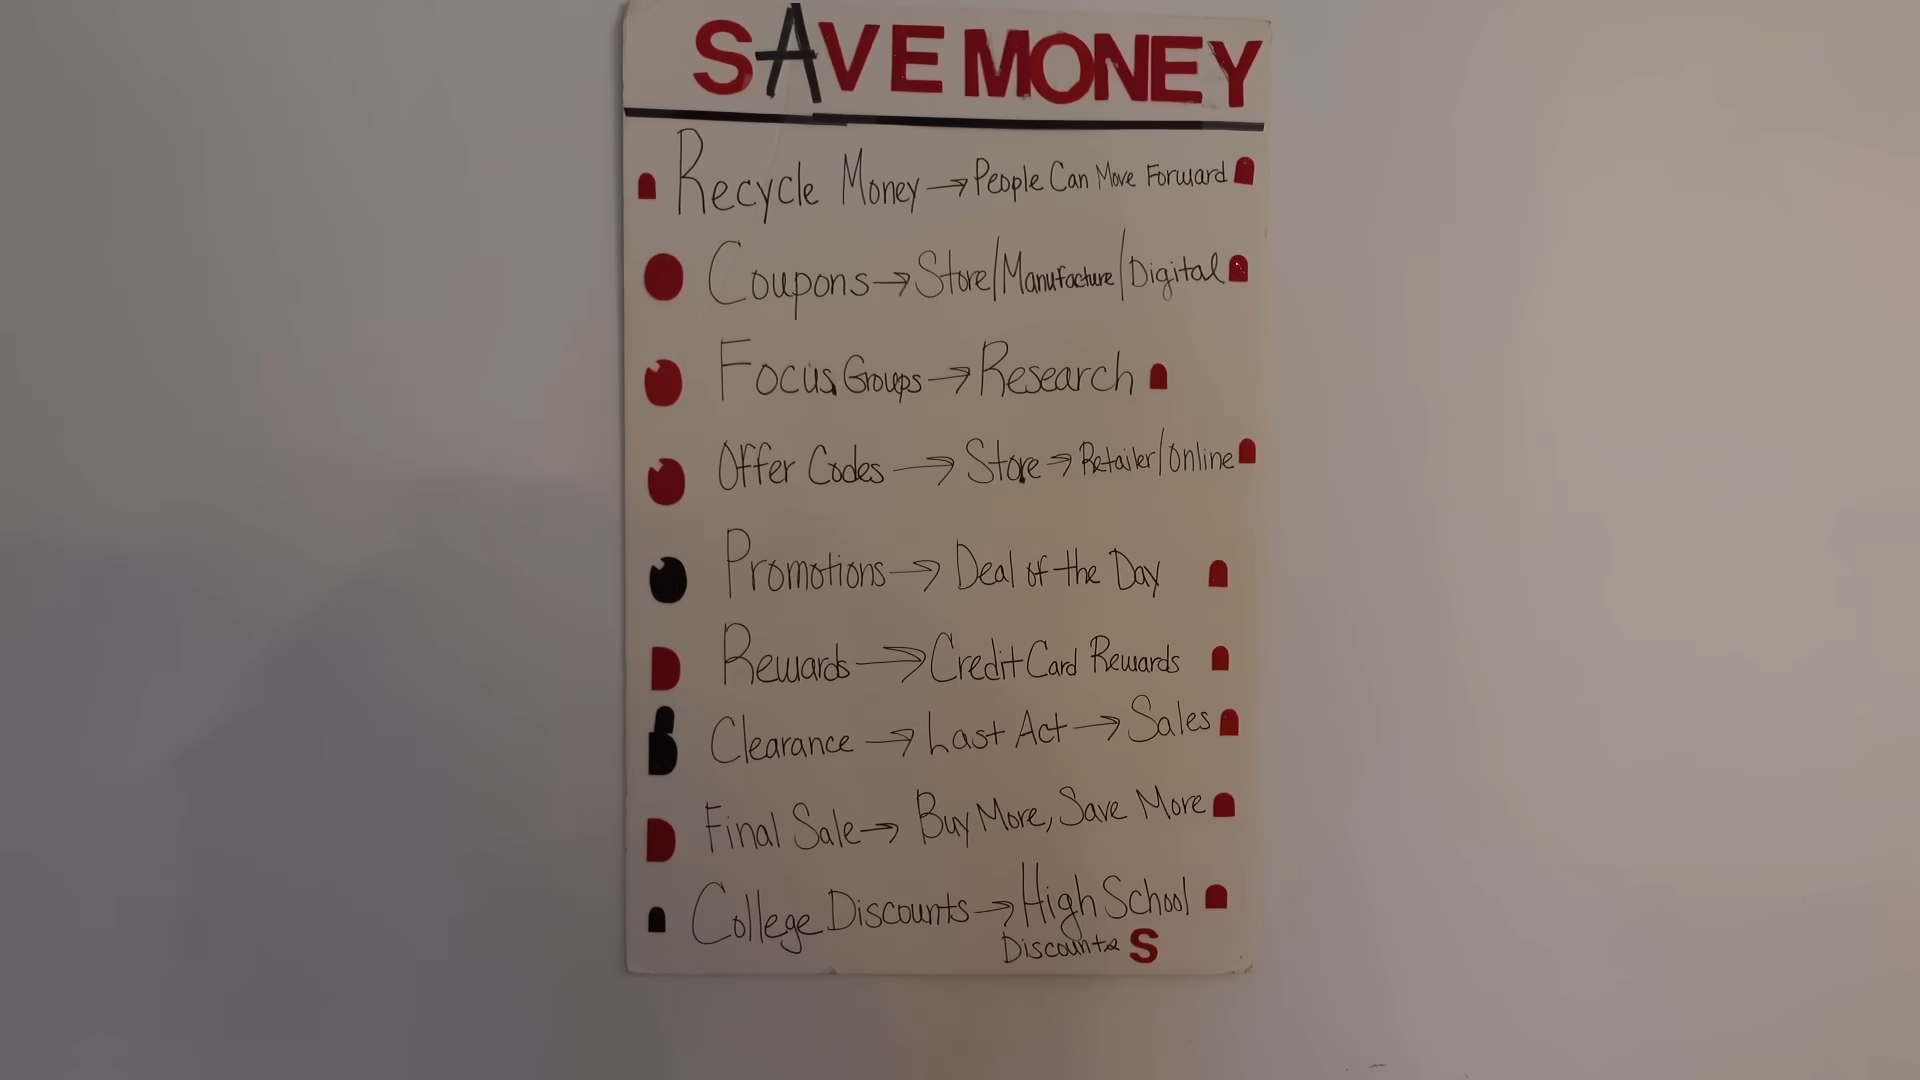 SAVE MONEY
Recycle Money → People Can Move Forward
Coupons → Store/Manufacture/Digital
Focus Groups → Research
Offer Codes → Store → Retailer/Online
Promotions → Deal of the Day
Rewards → Credit Card Rewards
Clearance → Last Act → Sales
Final Sale → Buy More, Save More
College Discounts → High School
Discounts S